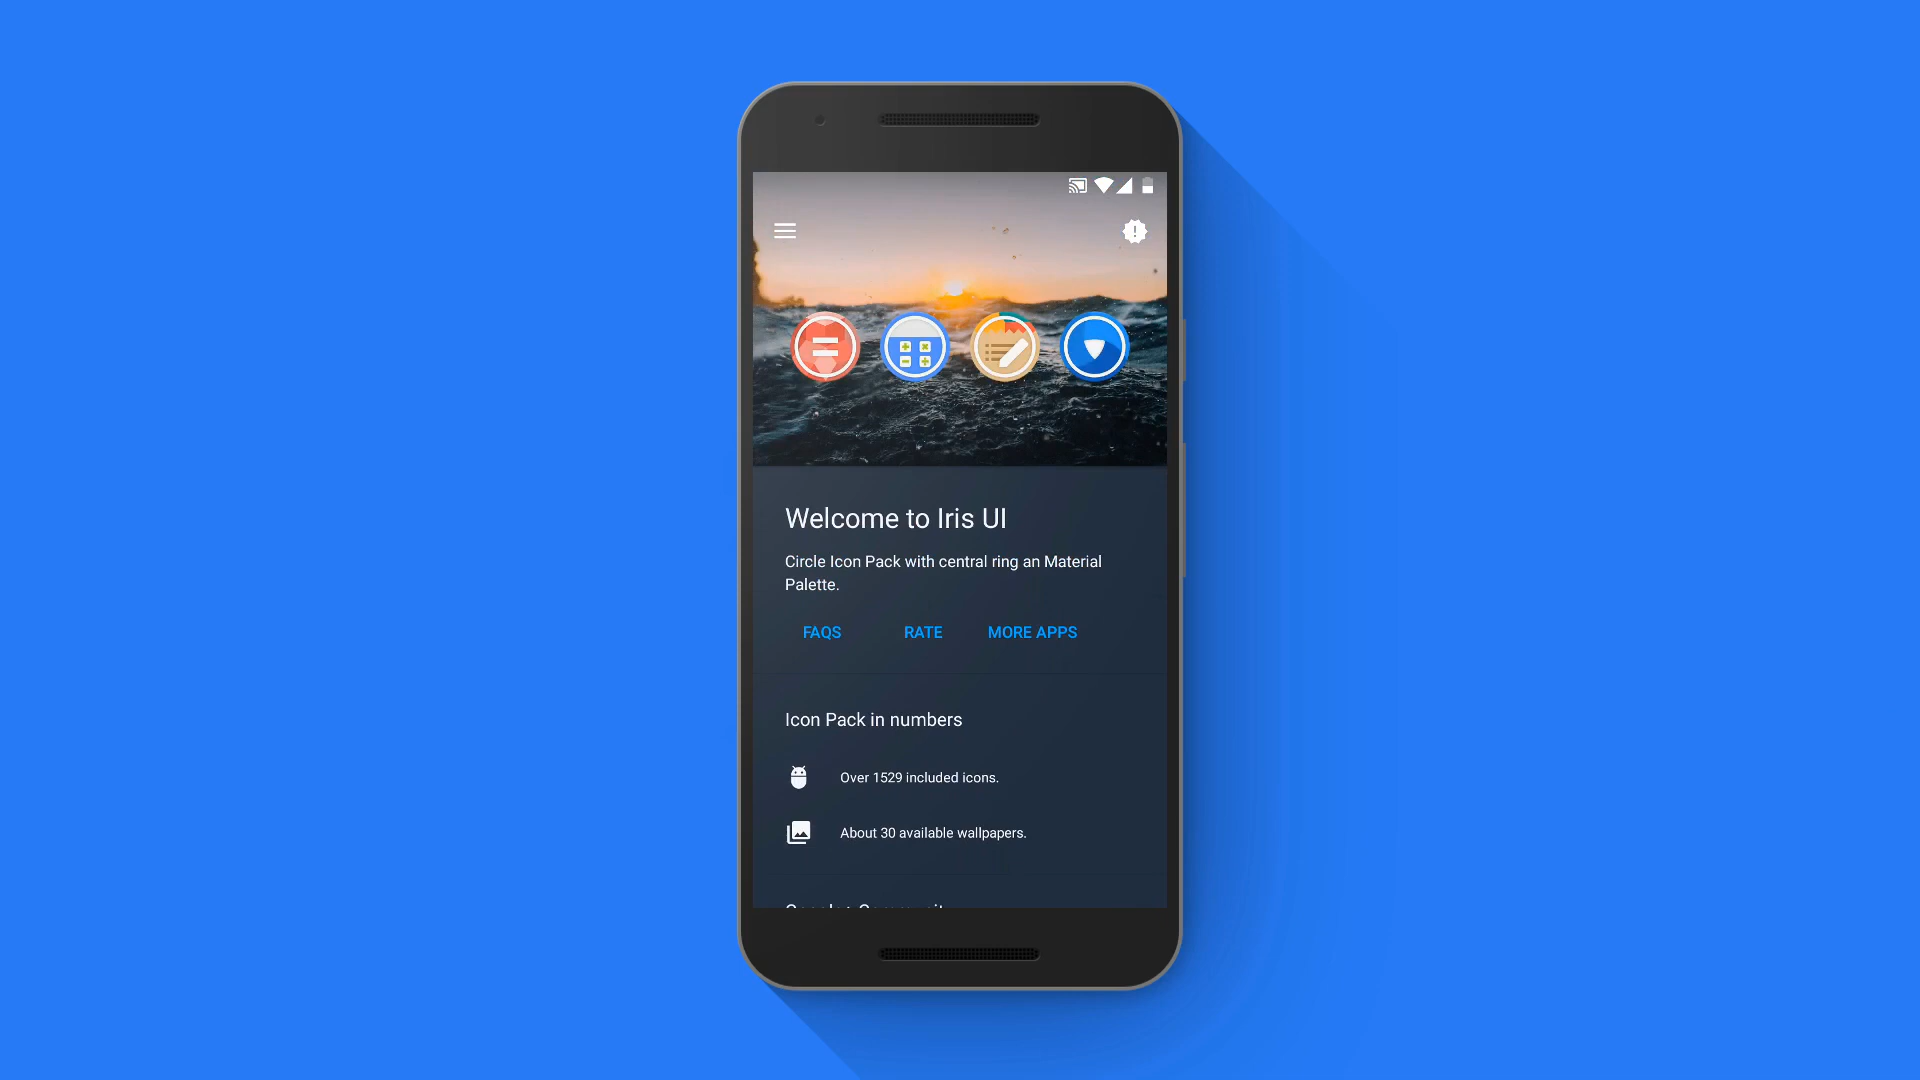 Welcome to Iris UI
Circle Icon Pack with central ring an Material
Palette.
FAQS RATE MORE APPS
Icon Pack in numbers
Over 1529 included icons.
About 30 available wallpapers.